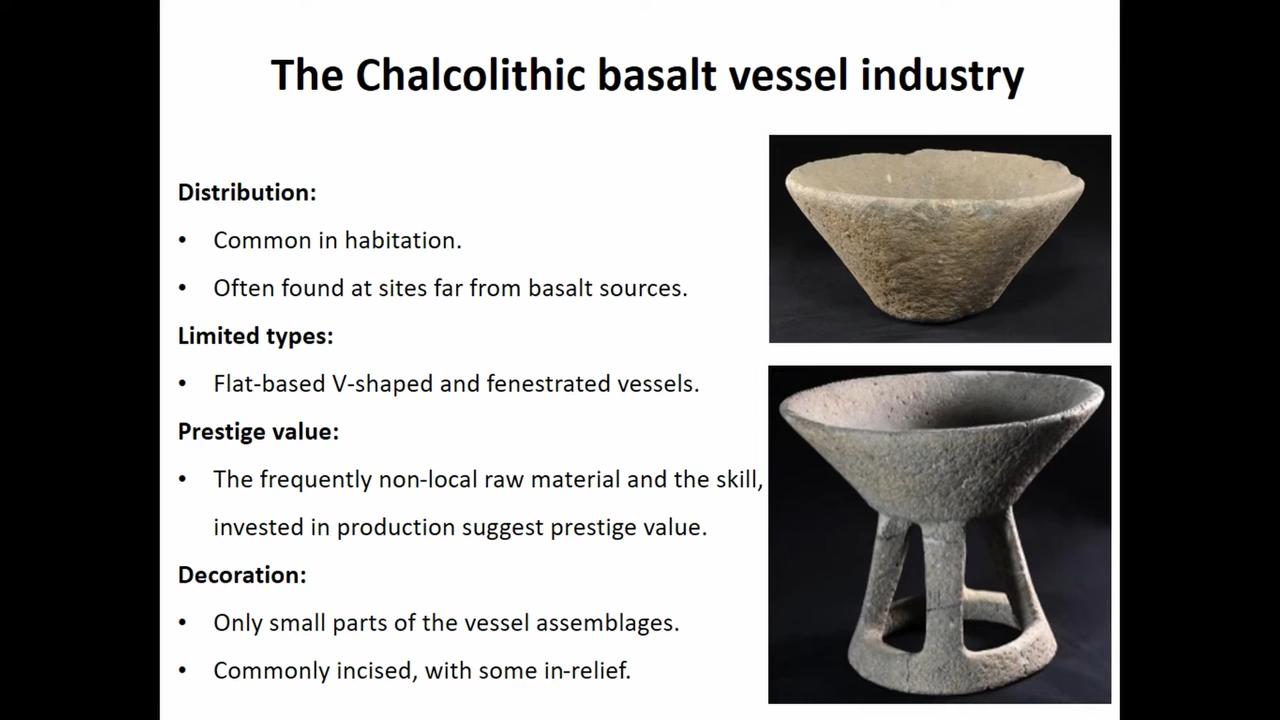 The Chalcolithic basalt vessel industry
Distribution:
• Common in habitation.
• Often found at sites far from basalt sources.
Limited types:
• Flat-based V-shaped and fenestrated vessels.
Prestige value:
• The frequently non-local raw material and the skill,
invested in production suggest prestige value.
Decoration:
• Only small parts of the vessel assemblages.
• Commonly incised, with some in-relief.